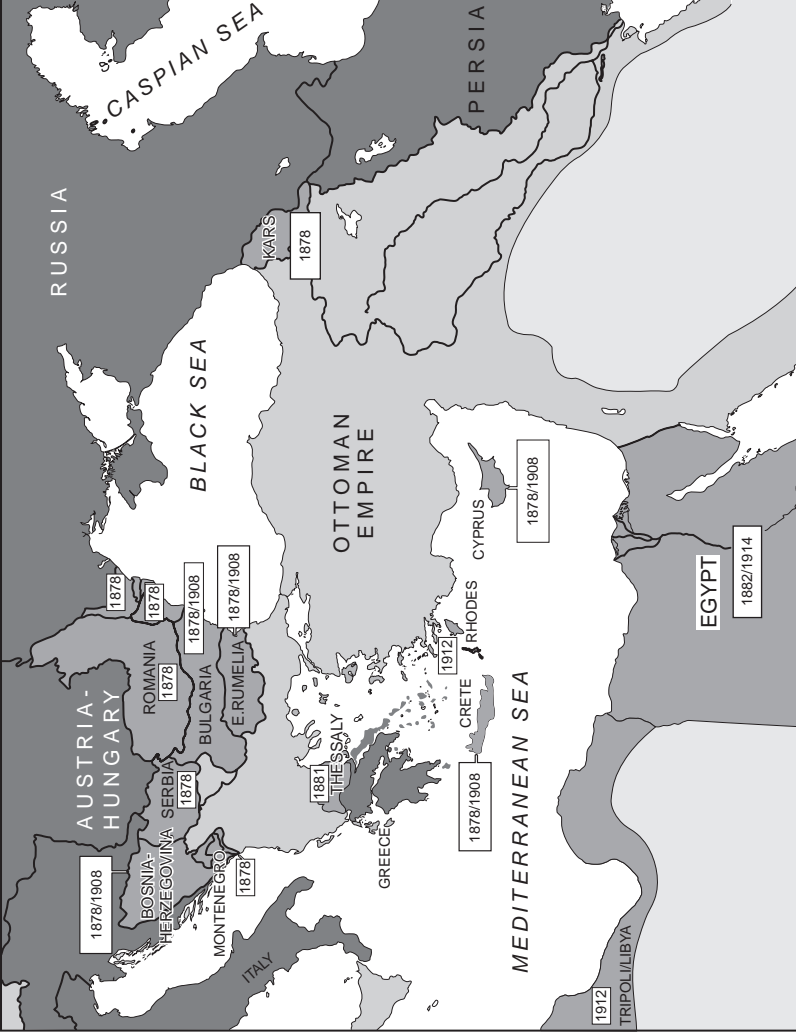 CASPIAN SEA
RUSSIA
PERSIA
KARS
1878
BLACK SEA
OTTOMAN
EMPIRE
AUSTRIA-
HUNGARY
1878
1878
ROMANIA
1878
1878/1908
BULGARIA
1878/1908
E.RUMELIA
SERBIA
1878
1878/1908
BOSNIA-
HERZEGOVINA
MONTENEGRO
1878
ITALY
1881
THESSALY
GREECE
1912
RHODES
CYPRUS
1878/1908
CRETE
1878/1908
MEDITERRANEAN SEA
EGYPT
1882/1914
1912
TRIPOLI/LIBYA